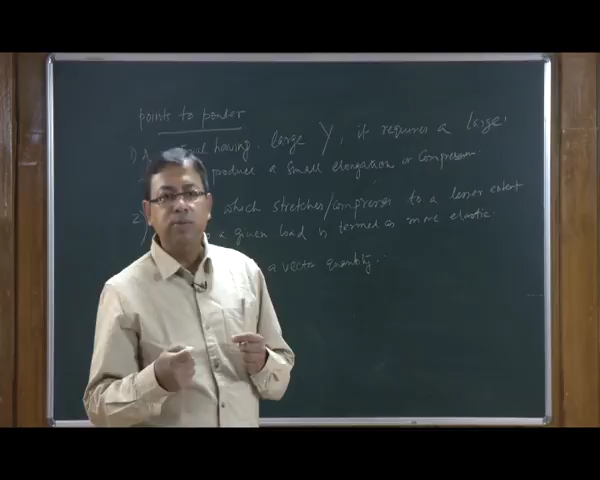 points to ponder
1) A having large Y, it requires a large
produce a small elongation or compression.
2) which stretches/compresses to a lesser extent
a given load is termed as more elastic
a vector quantity.